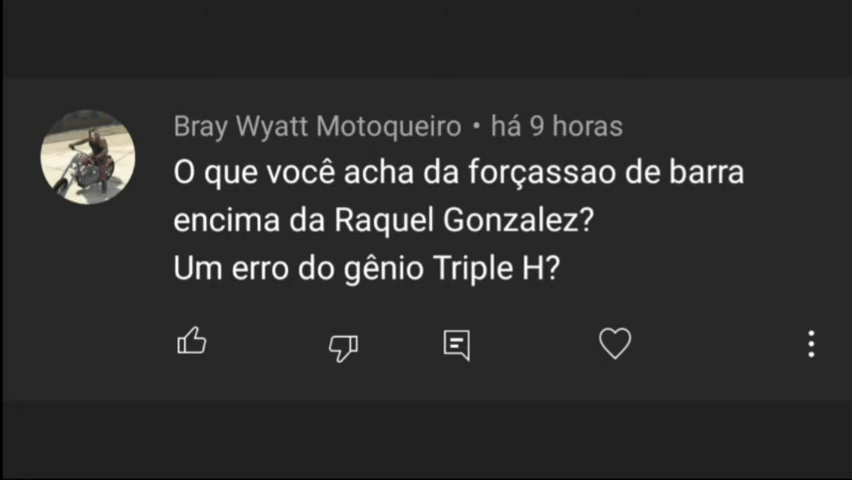 Bray Wyatt Motoqueiro • há 9 horas
O que você acha da forçassao de barra
encima da Raquel Gonzalez?
Um erro do gênio Triple H?